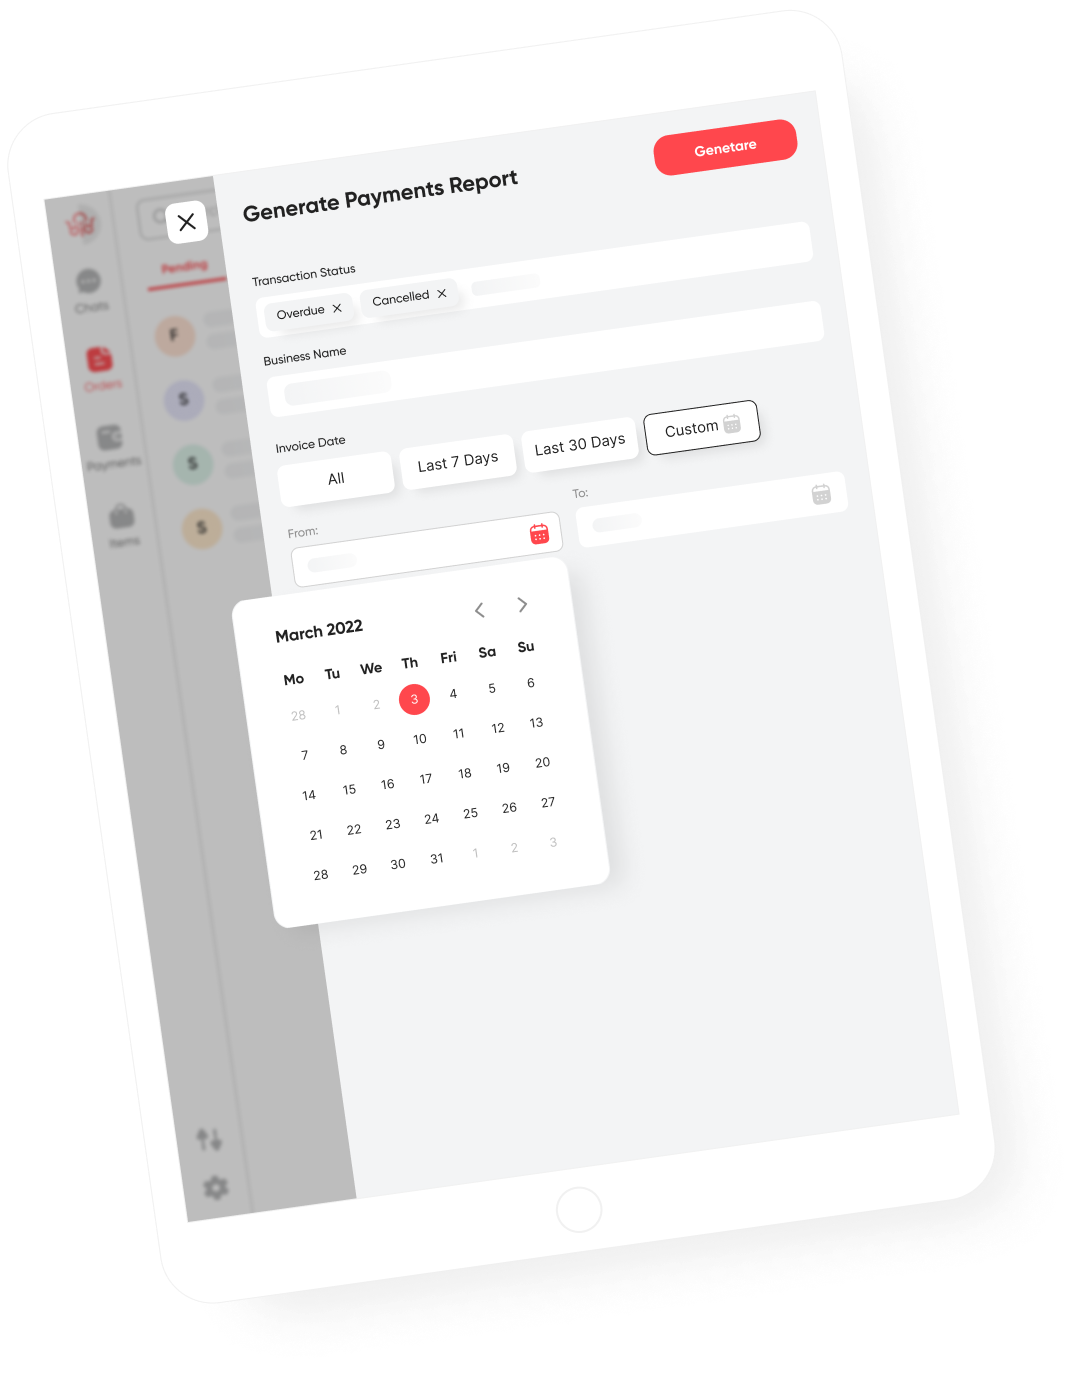 Genetare
Generate Payments Report
Pending
Chats
Orders
Payments
Items
F
S
S
S
Transaction Status
Overdue
Cancelled
Business Name
Invoice Date
All
Last 7 Days
Last 30 Days
Custom
From:
To:
March 2022
Mo Tu We Th Fri Sa Su
28 1 2 3 4 5 6
7 8 9 10 11 12 13
14 15 16 17 18 19 20
21 22 23 24 25 26 27
28 29 30 31 1 2 3